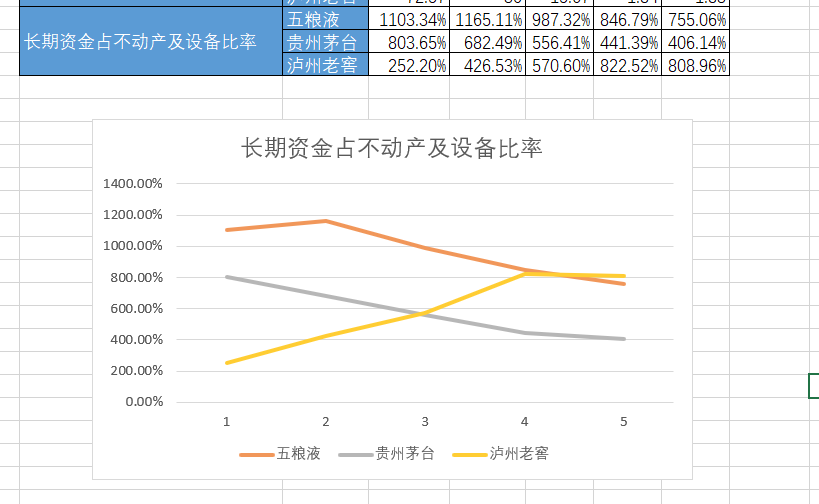 五粮液 1103.34% 1165.11% 987.32% 846.79% 755.06%
长期资金占不动产及设备比率 贵州茅台 803.65% 682.49% 556.41% 441.39% 406.14%
泸州老窖 252.20% 426.53% 570.60% 822.52% 808.96%
长期资金占不动产及设备比率
1400.00%
1200.00%
1000.00%
800.00%
600.00%
400.00%
200.00%
0.00%
1 2 3 4 5
五粮液 贵州茅台 泸州老窖